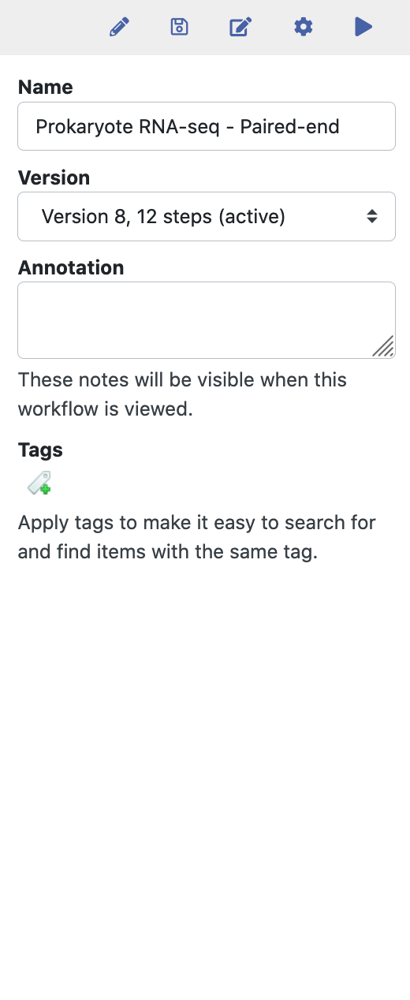 Name
Prokaryote RNA-seq - Paired-end
Version
Version 8, 12 steps (active)
Annotation
These notes will be visible when this
workflow is viewed.
Tags
Apply tags to make it easy to search for
and find items with the same tag.